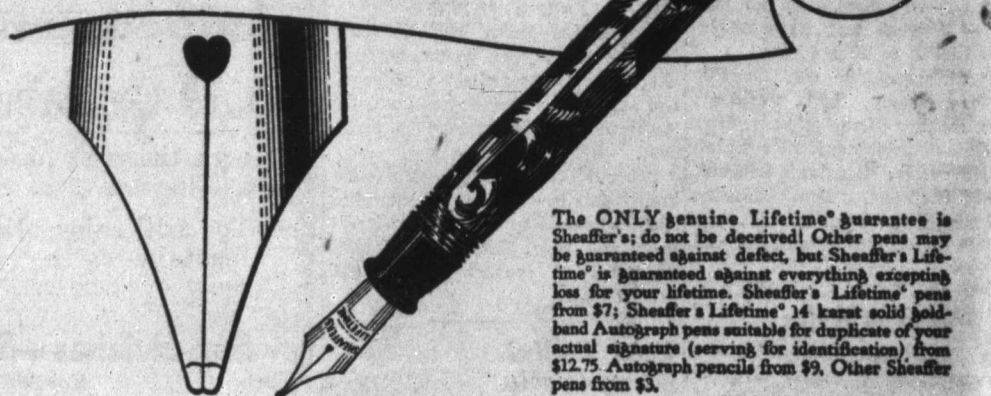 The ONLY genuine Lifetime° guarantee is
Sheaffer's; do not be deceived! Other pens may
be guaranteed against defect, but Sheaffer's Life-
time° is guaranteed against everything excepting
loss for your lifetime. Sheaffer's Lifetime° pens
from $7; Sheaffer's Lifetime° 14 karat solid gold-
band Autograph pens suitable for duplicate of your
actual signature (serving for identification) from
$12.75. Autograph pencils from $9. Other Sheaffer
pens from $3.